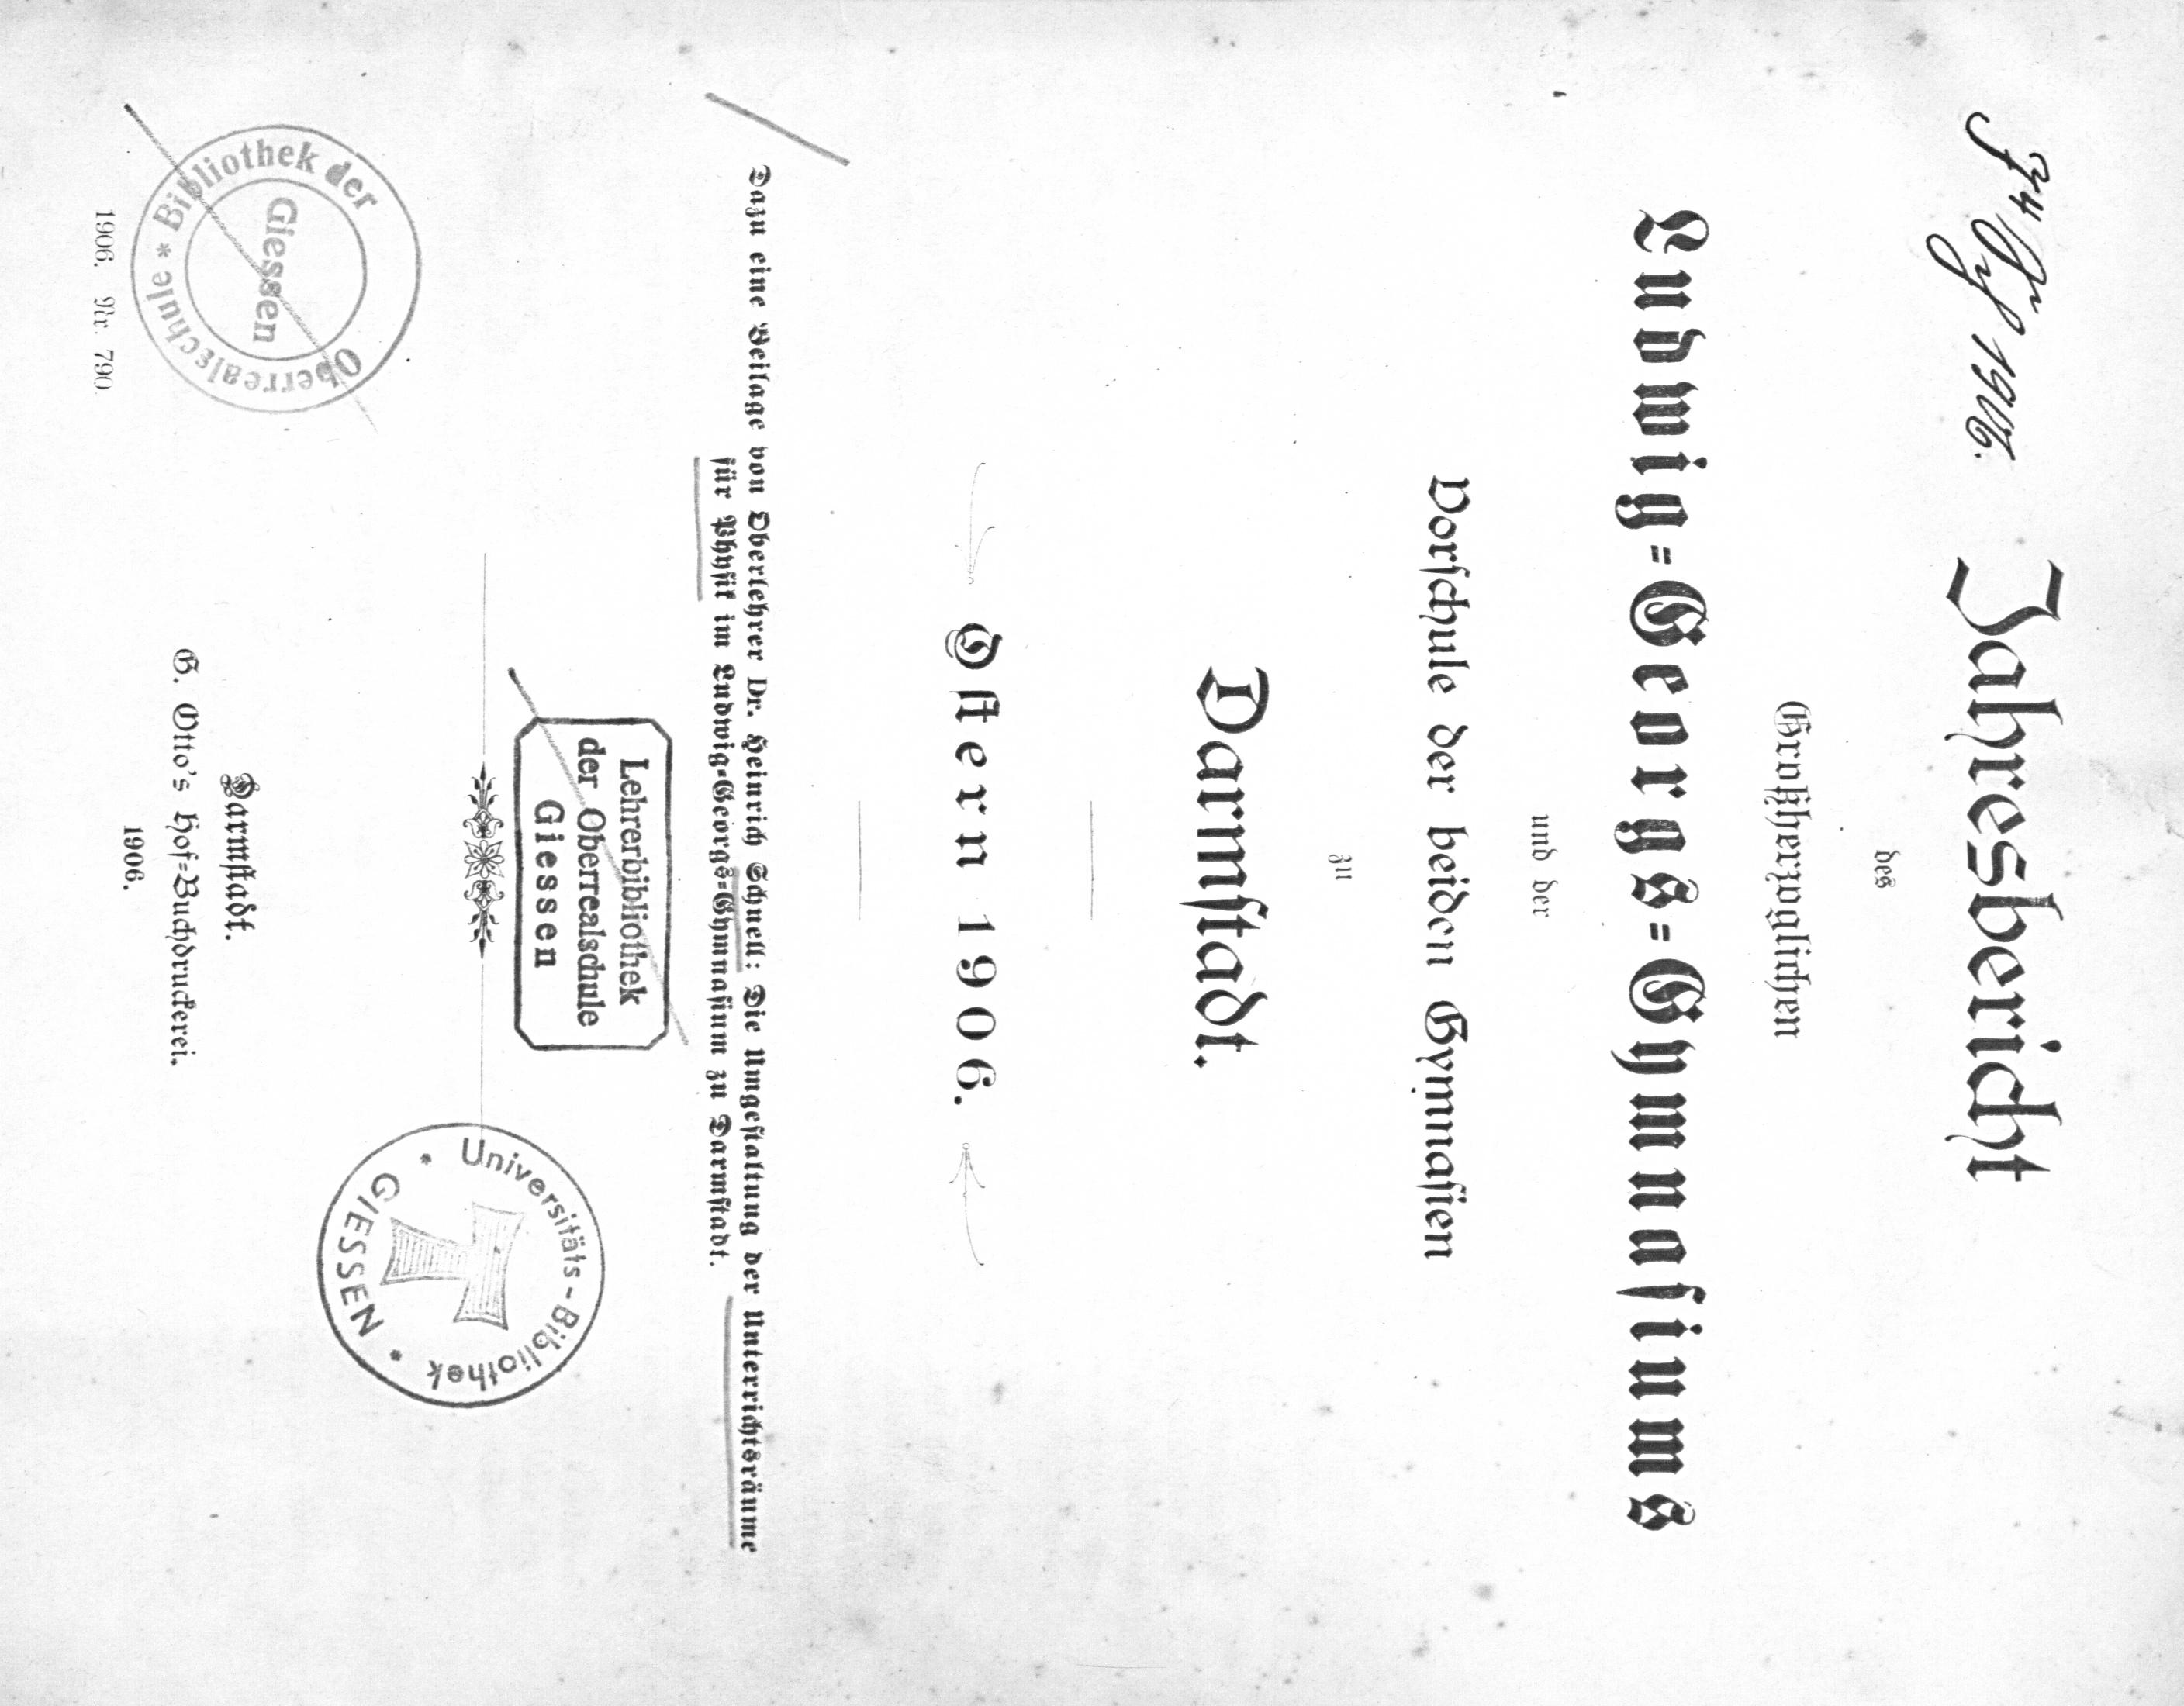 Jahresbericht
des
Großherzoglichen
Ludwig=Georgs=Gymnasiums
und der
Vorschule der beiden Gymnasien
zu
Darmstadt.
Ostern 1906.
Dazu eine Beilage von Oberlehrer Dr. Heinrich Schnell: Die Umgestaltung der Unterrichtsräume
für Physik im Ludwig=Georgs=Gymnasium zu Darmstadt.
Lehrerbibliothek
der Oberrealschule
Giessen
Universitäts-Bibliothek
* GIESSEN *
Darmstadt.
G. Otto's Hof=Buchdruckerei.
1906.
Bibliothek der
Oberrealschule *
Giessen
1906. Nr. 790.
1906.